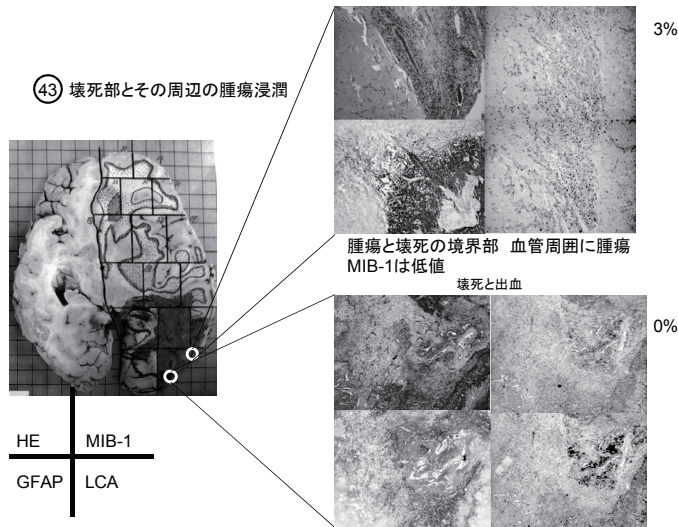 43 壊死部とその周辺の腫瘍浸潤
3%
腫瘍と壊死の境界部 血管周囲に腫瘍
MIB-1は低値
壊死と出血
0%
HE MIB-1
GFAP LCA